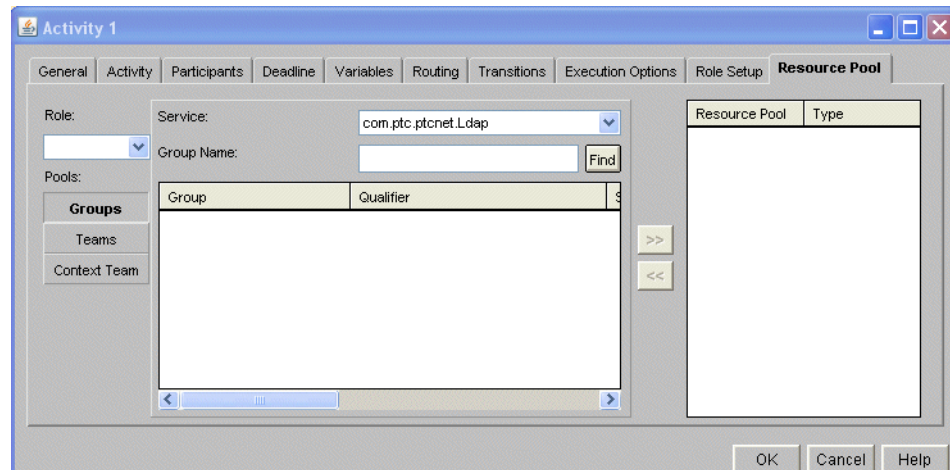 Activity 1
General Activity Participants Deadline Variables Routing Transitions Execution Options Role Setup Resource Pool
Role:
Pools:
Groups
Teams
Context Team
Service: com.ptc.ptcnet.Ldap
Group Name: Find
Group Qualifier
>>
<<
Resource Pool Type
OK Cancel Help